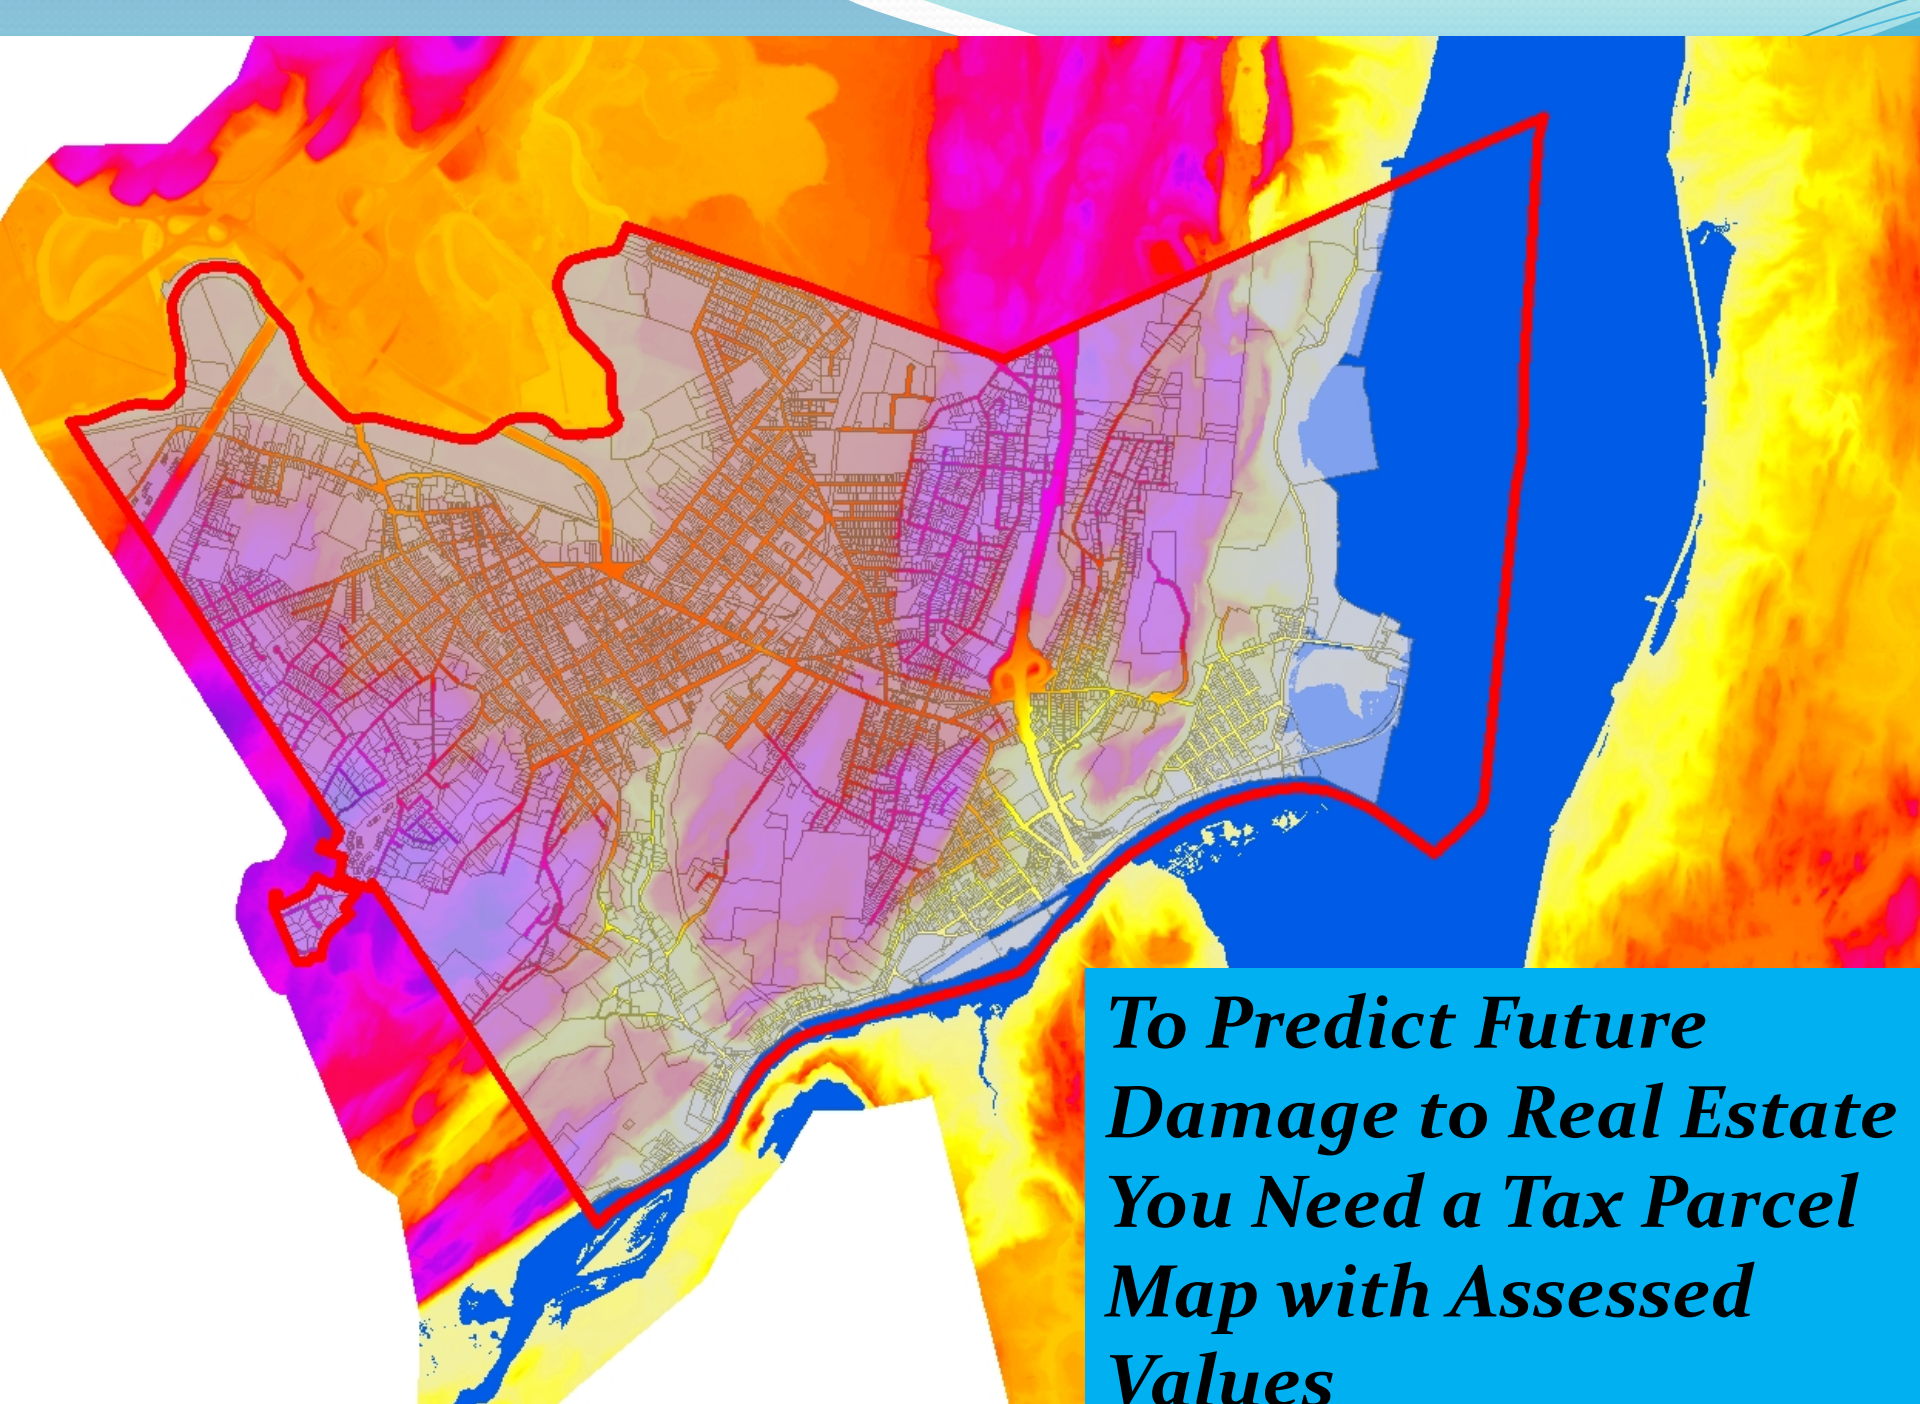 To Predict Future
Damage to Real Estate
You Need a Tax Parcel
Map with Assessed
Values